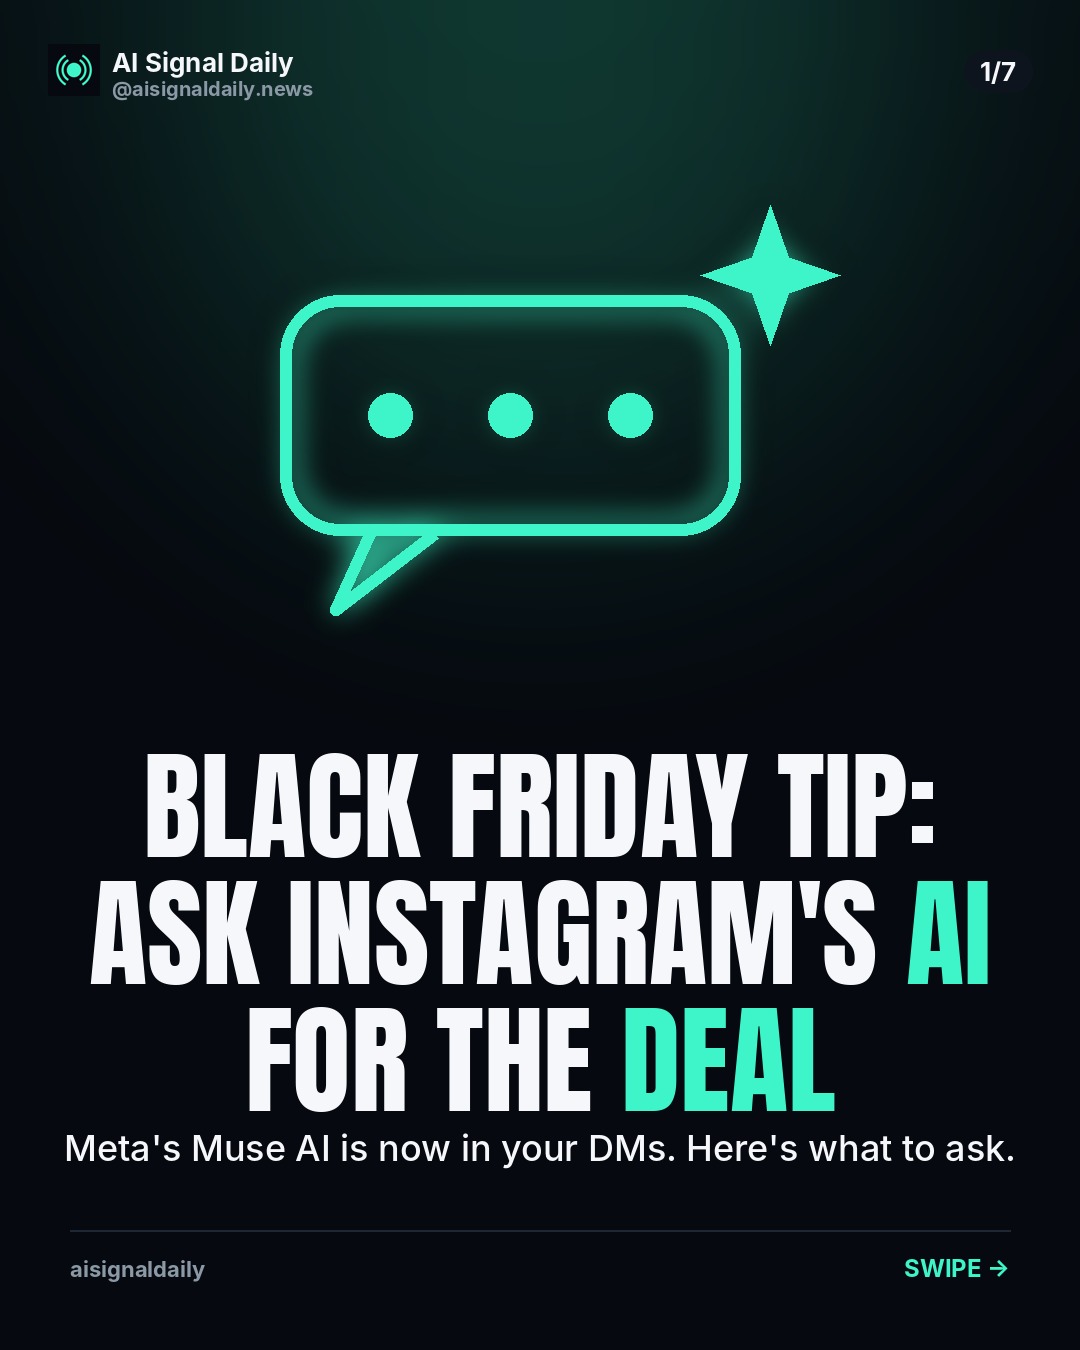 AI Signal Daily
@aisignaldaily.news
1/7
BLACK FRIDAY TIP:
ASK INSTAGRAM'S AI
FOR THE DEAL
Meta's Muse AI is now in your DMs. Here's what to ask.
aisignaldaily
SWIPE →